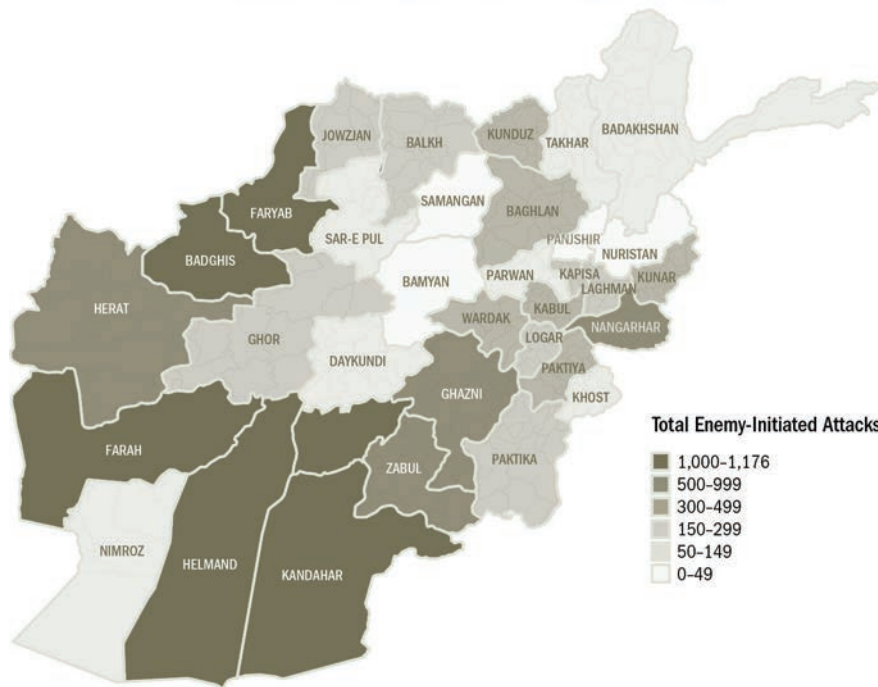 JOWZJAN
BALKH
KUNDUZ
TAKHAR
BADAKHSHAN
FARYAB
SAMANGAN
BAGHLAN
SAR-E PUL
PANJSHIR
NURISTAN
BADGHIS
BAMYAN
PARWAN
KAPISA
KUNAR
LAGHMAN
HERAT
WARDAK
KABUL
NANGARHAR
GHOR
LOGAR
DAYKUNDI
PAKTIYA
GHAZNI
KHOST
FARAH
ZABUL
PAKTIKA
NIMROZ
HELMAND
KANDAHAR
Total Enemy-Initiated Attacks
1,000–1,176
500–999
300–499
150–299
50–149
0–49